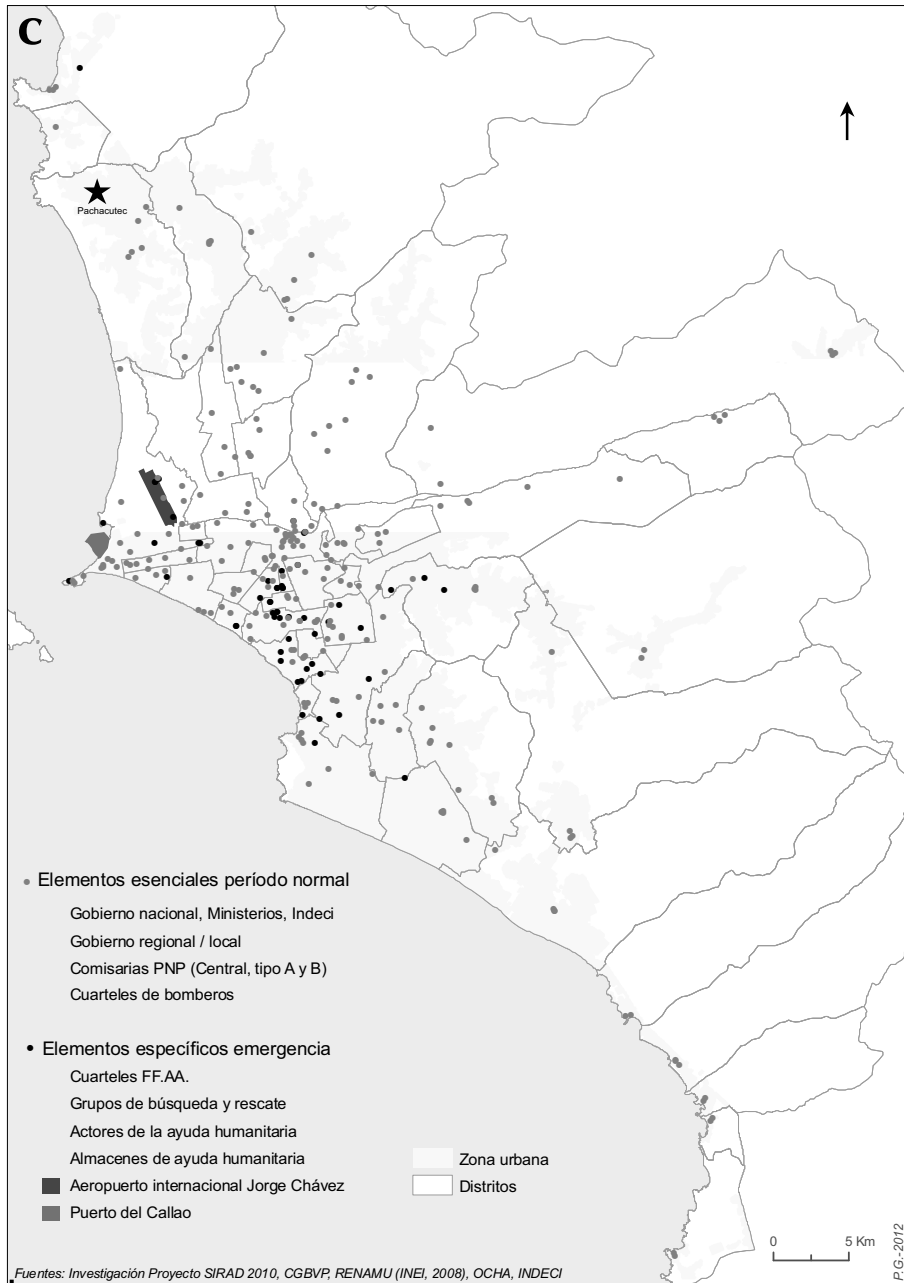 C
Pachacutec
Elementos esenciales período normal
Gobierno nacional, Ministerios, Indeci
Gobierno regional / local
Comisarias PNP (Central, tipo A y B)
Cuarteles de bomberos
Elementos específicos emergencia
Cuarteles FF.AA.
Grupos de búsqueda y rescate
Actores de la ayuda humanitaria
Almacenes de ayuda humanitaria
Aeropuerto internacional Jorge Chávez
Puerto del Callao
Zona urbana
Distritos
0 5 Km
P.G.-2012
Fuentes: Investigación Proyecto SIRAD 2010, CGBVP, RENAMU (INEI, 2008), OCHA, INDECI